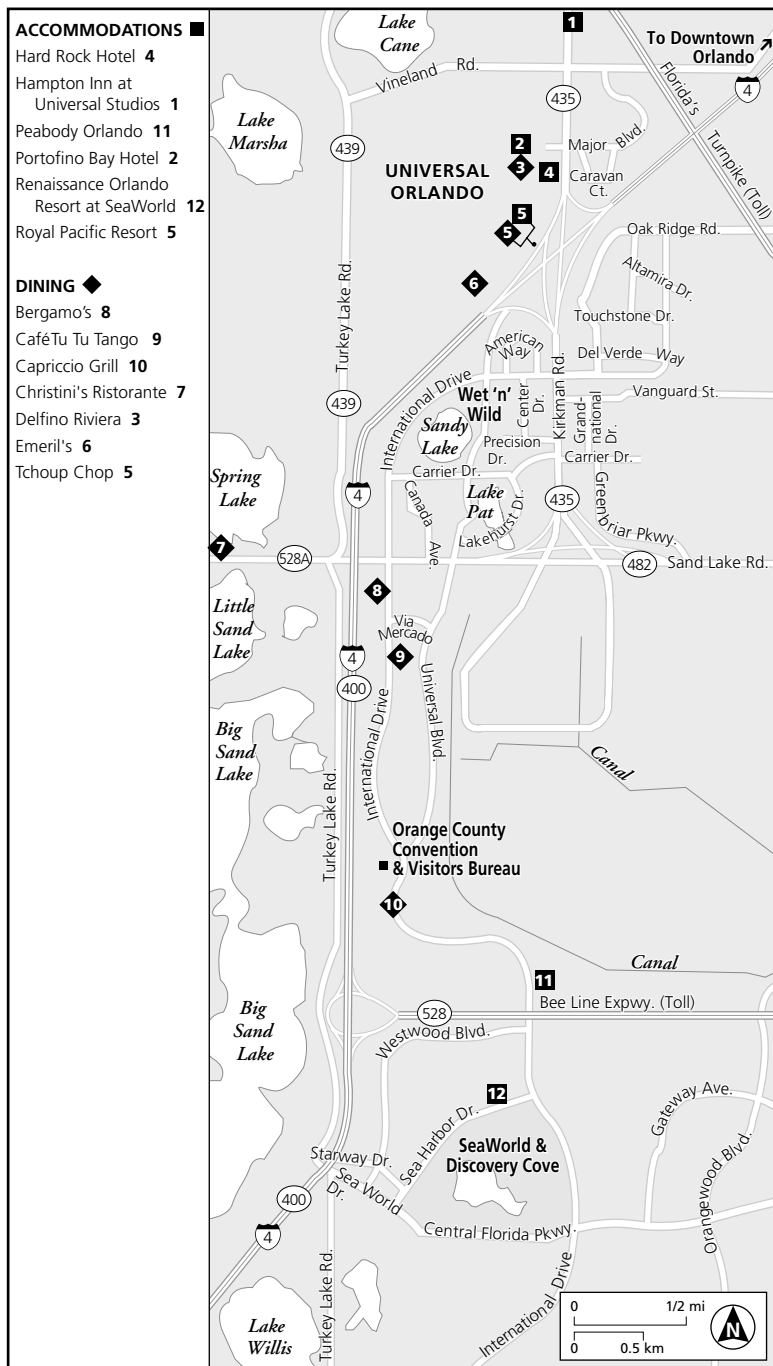 ACCOMMODATIONS ■
Hard Rock Hotel 4
Hampton Inn at
Universal Studios 1
Peabody Orlando 11
Portofino Bay Hotel 2
Renaissance Orlando
Resort at SeaWorld 12
Royal Pacific Resort 5
DINING ◆
Bergamo's 8
CaféTu Tu Tango 9
Capriccio Grill 10
Christini's Ristorante 7
Delfino Riviera 3
Emeril's 6
Tchoup Chop 5
Lake
Cane
1
To Downtown
Orlando
4
Vineland Rd.
Florida's
Turnpike (Toll)
435
Lake
Marsha
439
2
Major Blvd.
3
4
UNIVERSAL
ORLANDO
Caravan
Ct.
5
5
Oak Ridge Rd.
Altamira Dr.
6
Turkey Lake Rd.
Touchstone Dr.
American
Way
Del Verde Way
International Drive
Kirkman Rd.
Vanguard St.
439
Wet 'n'
Wild
Center
Dr.
Grand-
national
Dr.
Sandy
Lake
Precision
Dr.
Carrier Dr.
Carrier Dr.
Spring
Lake
4
Canada
Ave.
Lake
Pat
Lakehurst Dr.
435
Greenbriar Pkwy.
7
528A
482
Sand Lake Rd.
8
Little
Sand
Lake
Via
Mercado
9
4
400
International Drive
Universal Blvd.
Big
Sand
Lake
Canal
Turkey Lake Rd.
Orange County
Convention
& Visitors Bureau
10
Canal
11
Bee Line Expwy. (Toll)
528
Big
Sand
Lake
Westwood Blvd.
12
Sea Harbor Dr.
Gateway Ave.
SeaWorld &
Discovery Cove
Orangewood Blvd.
Starway Dr.
Sea World
Dr.
400
4
Central Florida Pkwy.
Turkey Lake Rd.
International Drive
Lake
Willis
0 1/2 mi
0 0.5 km
N